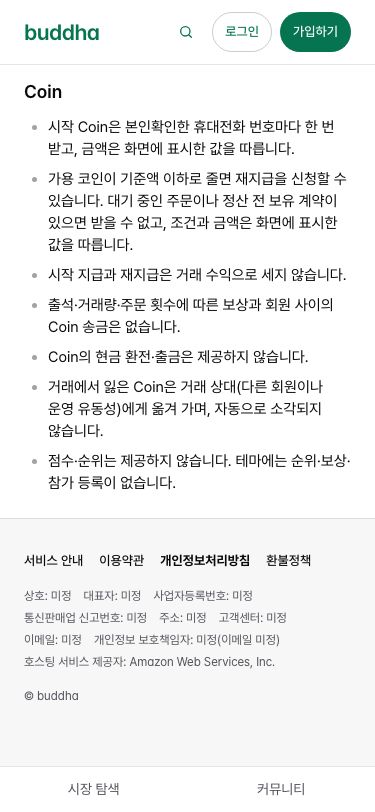 buddha
로그인
가입하기
Coin
시작 Coin은 본인확인한 휴대전화 번호마다 한 번
받고, 금액은 화면에 표시한 값을 따릅니다.
가용 코인이 기준액 이하로 줄면 재지급을 신청할 수
있습니다. 대기 중인 주문이나 정산 전 보유 계약이
있으면 받을 수 없고, 조건과 금액은 화면에 표시한
값을 따릅니다.
시작 지급과 재지급은 거래 수익으로 세지 않습니다.
출석·거래량·주문 횟수에 따른 보상과 회원 사이의
Coin 송금은 없습니다.
Coin의 현금 환전·출금은 제공하지 않습니다.
거래에서 잃은 Coin은 거래 상대(다른 회원이나
운영 유동성)에게 옮겨 가며, 자동으로 소각되지
않습니다.
점수·순위는 제공하지 않습니다. 테마에는 순위·보상·
참가 등록이 없습니다.
서비스 안내 이용약관 개인정보처리방침 환불정책
상호: 미정 대표자: 미정 사업자등록번호: 미정
통신판매업 신고번호: 미정 주소: 미정 고객센터: 미정
이메일: 미정 개인정보 보호책임자: 미정(이메일 미정)
호스팅 서비스 제공자: Amazon Web Services, Inc.
© buddha
시장 탐색 커뮤니티